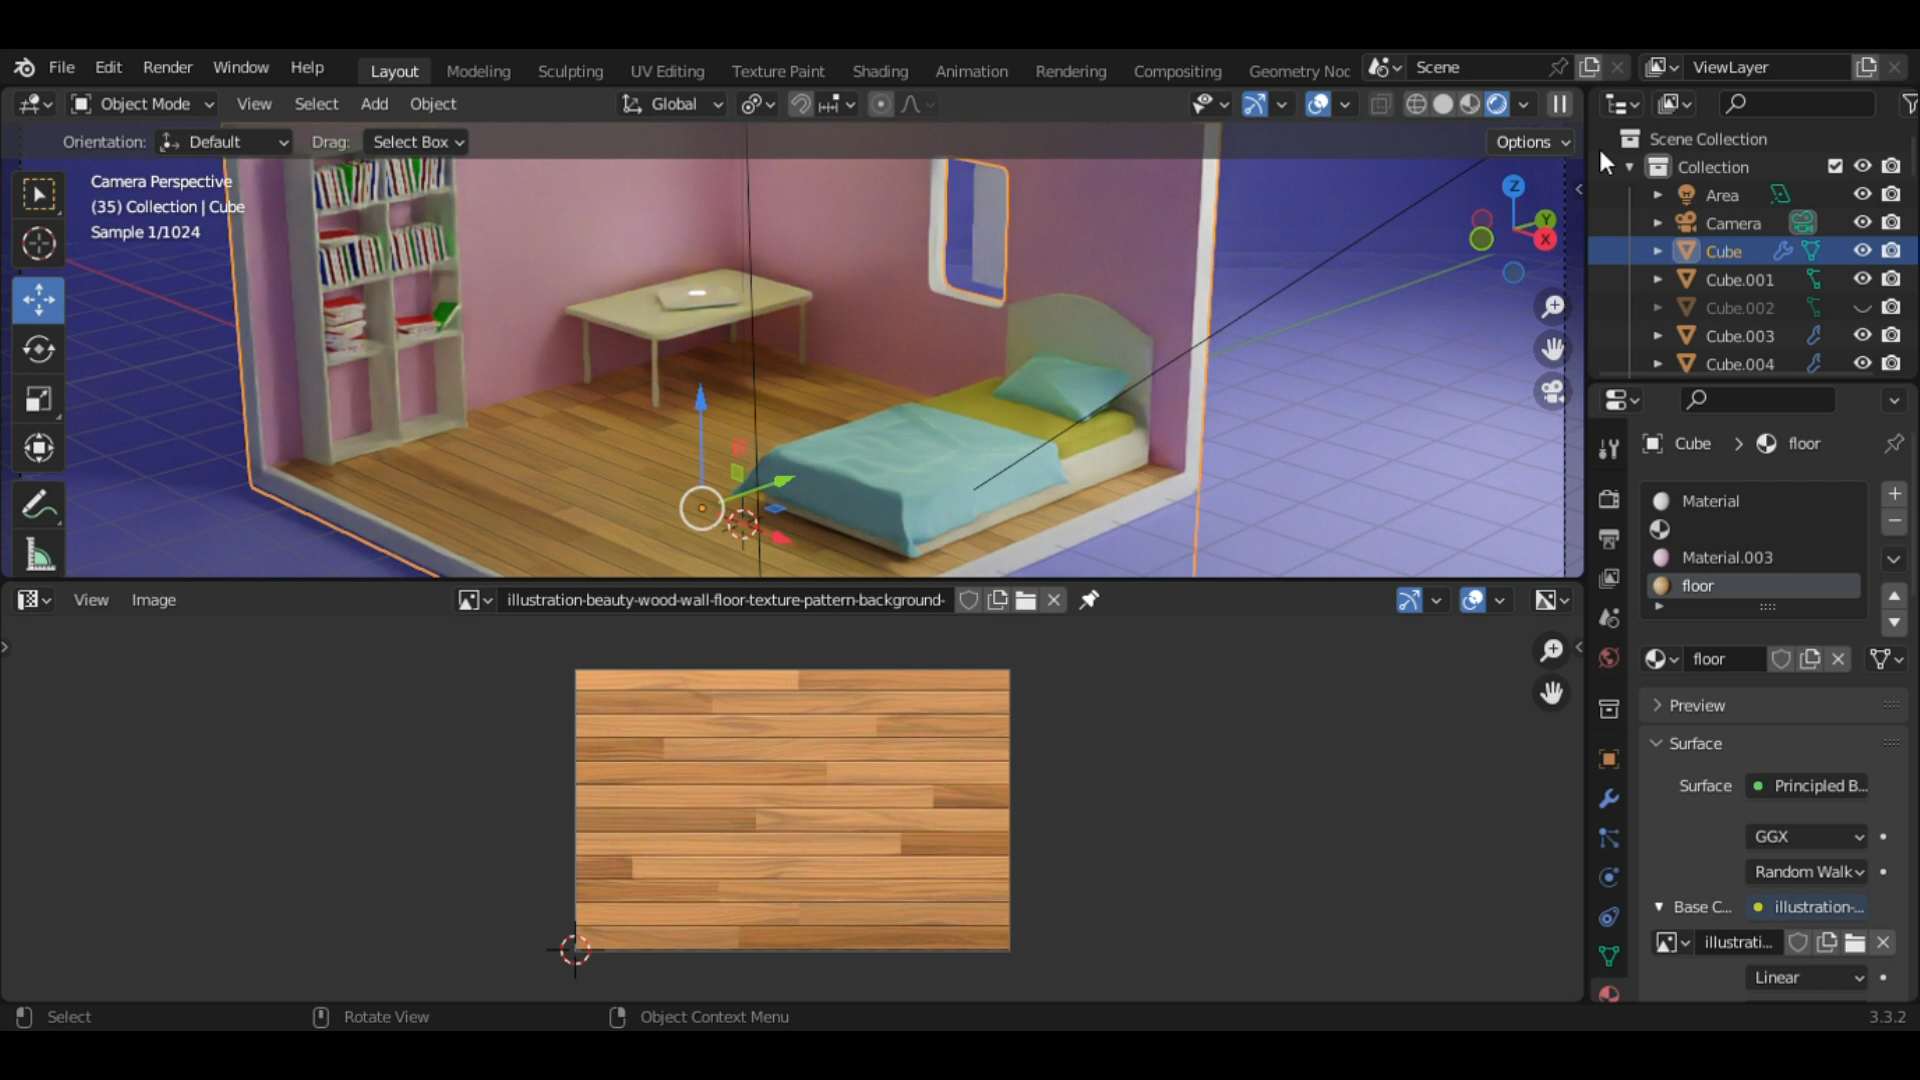 File Edit Render Window Help Layout Modeling Sculpting UV Editing Texture Paint Shading Animation Rendering Compositing Geometry Noc Scene ViewLayer
Object Mode View Select Add Object Global
Orientation: Default Drag: Select Box Options
Camera Perspective
(35) Collection | Cube
Sample 1/1024
Z
Y
X
Scene Collection
Collection
Area
Camera
Cube
Cube.001
Cube.002
Cube.003
Cube.004
Cube > floor
Material
Material.003
floor
floor
Preview
Surface
Surface Principled B...
GGX
Random Walk
Base C... illustration-...
illustrati...
Linear
View Image illustration-beauty-wood-wall-floor-texture-pattern-background-
Select Rotate View Object Context Menu 3.3.2